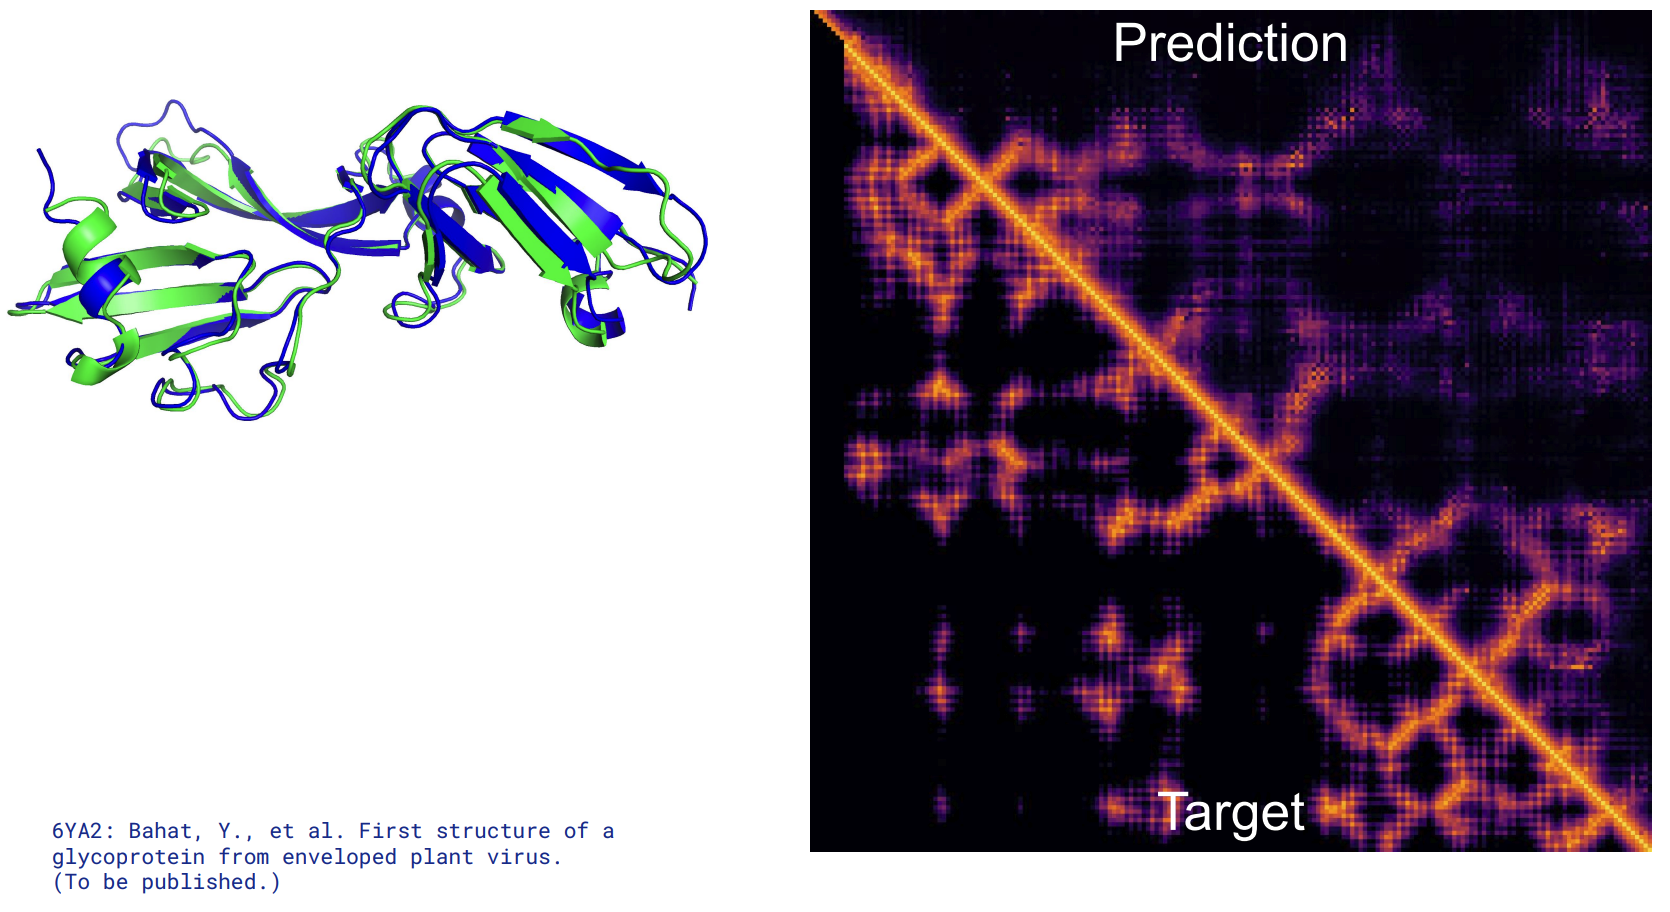 Prediction
Target
6YA2: Bahat, Y., et al. First structure of a
glycoprotein from enveloped plant virus.
(To be published.)